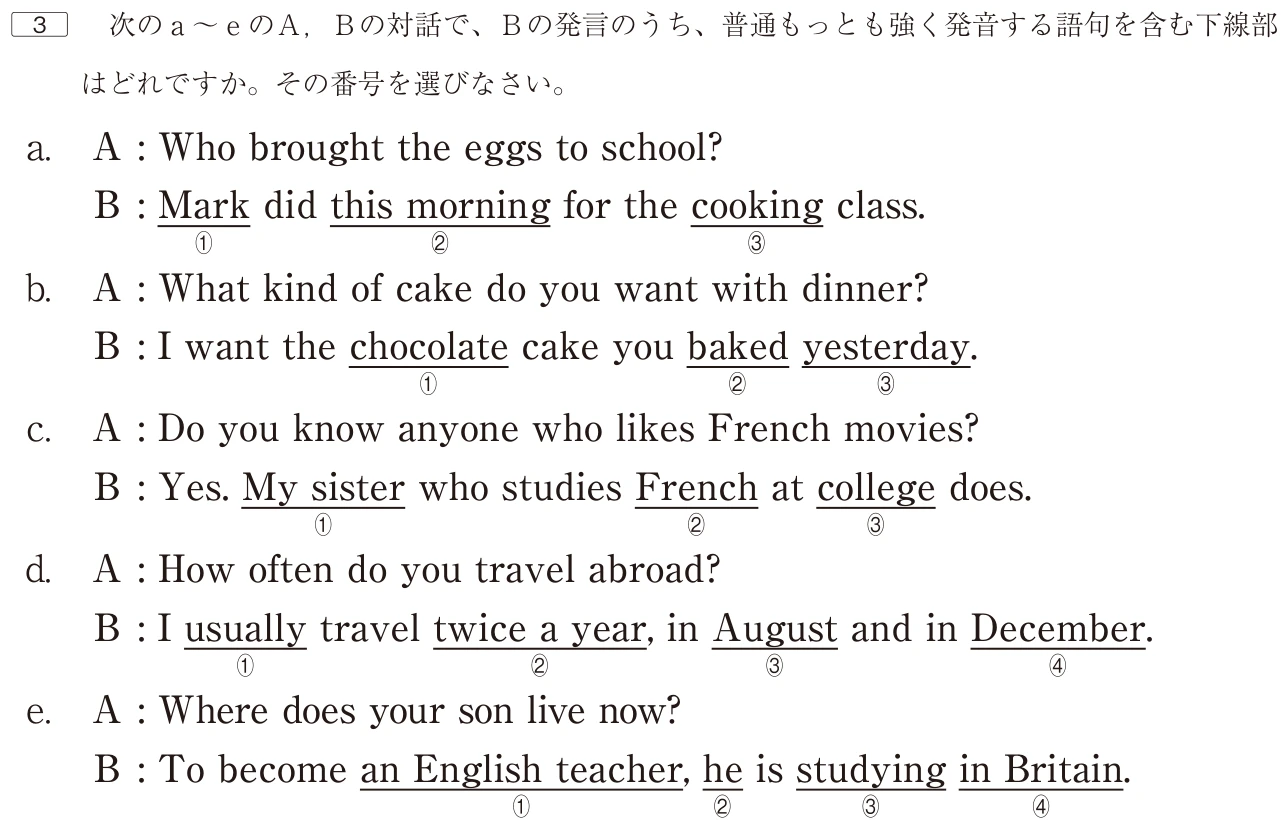 3 次のａ～ｅのＡ，Ｂの対話で、Ｂの発言のうち、普通もっとも強く発音する語句を含む下線部
はどれですか。その番号を選びなさい。
a. A : Who brought the eggs to school?
B : Mark did this morning for the cooking class.
① ② ③
b. A : What kind of cake do you want with dinner?
B : I want the chocolate cake you baked yesterday.
① ② ③
c. A : Do you know anyone who likes French movies?
B : Yes. My sister who studies French at college does.
① ② ③
d. A : How often do you travel abroad?
B : I usually travel twice a year, in August and in December.
① ② ③ ④
e. A : Where does your son live now?
B : To become an English teacher, he is studying in Britain.
① ② ③ ④